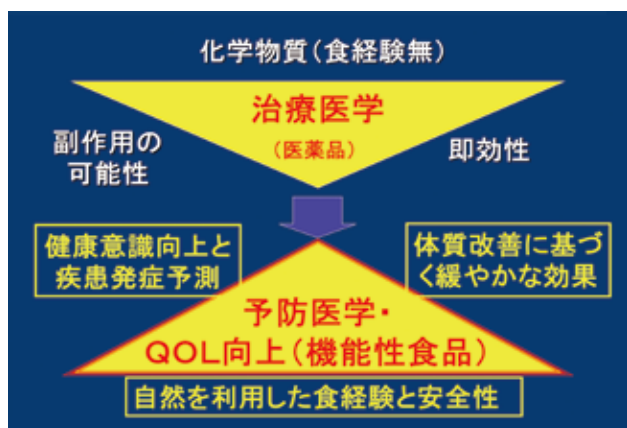 化学物質（食経験無）
治療医学
（医薬品）
副作用の
可能性
即効性
健康意識向上と
疾患発症予測
体質改善に基づ
く緩やかな効果
予防医学・
QOL向上（機能性食品）
自然を利用した食経験と安全性